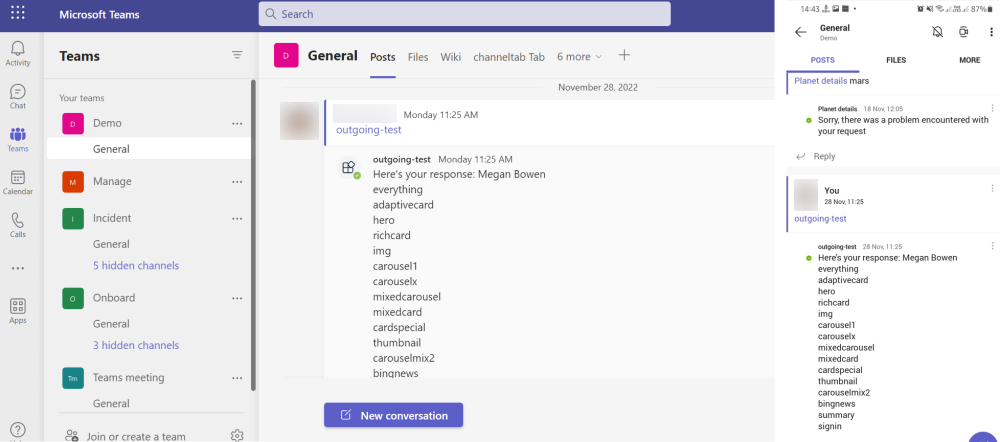 Microsoft Teams
Search
Activity
Chat
Teams
Calendar
Calls
Apps
Teams
Your teams
D
Demo
General
M
Manage
I
Incident
General
5 hidden channels
O
Onboard
General
3 hidden channels
Tm
Teams meeting
General
Join or create a team
D
General
Posts
Files
Wiki
channeltab Tab
6 more
November 28, 2022
Monday 11:25 AM
outgoing-test
outgoing-test Monday 11:25 AM
Here's your response: Megan Bowen
everything
adaptivecard
hero
richcard
img
carousel1
carouselx
mixedcarousel
mixedcard
cardspecial
thumbnail
carouselmix2
bingnews
New conversation
14:43
87%
General
Demo
POSTS
FILES
MORE
Planet details mars
Planet details 18 Nov, 12:05
Sorry, there was a problem encountered with
your request
Reply
You
28 Nov, 11:25
outgoing-test
outgoing-test 28 Nov, 11:25
Here's your response: Megan Bowen
everything
adaptivecard
hero
richcard
img
carousel1
carouselx
mixedcarousel
mixedcard
cardspecial
thumbnail
carouselmix2
bingnews
summary
signin